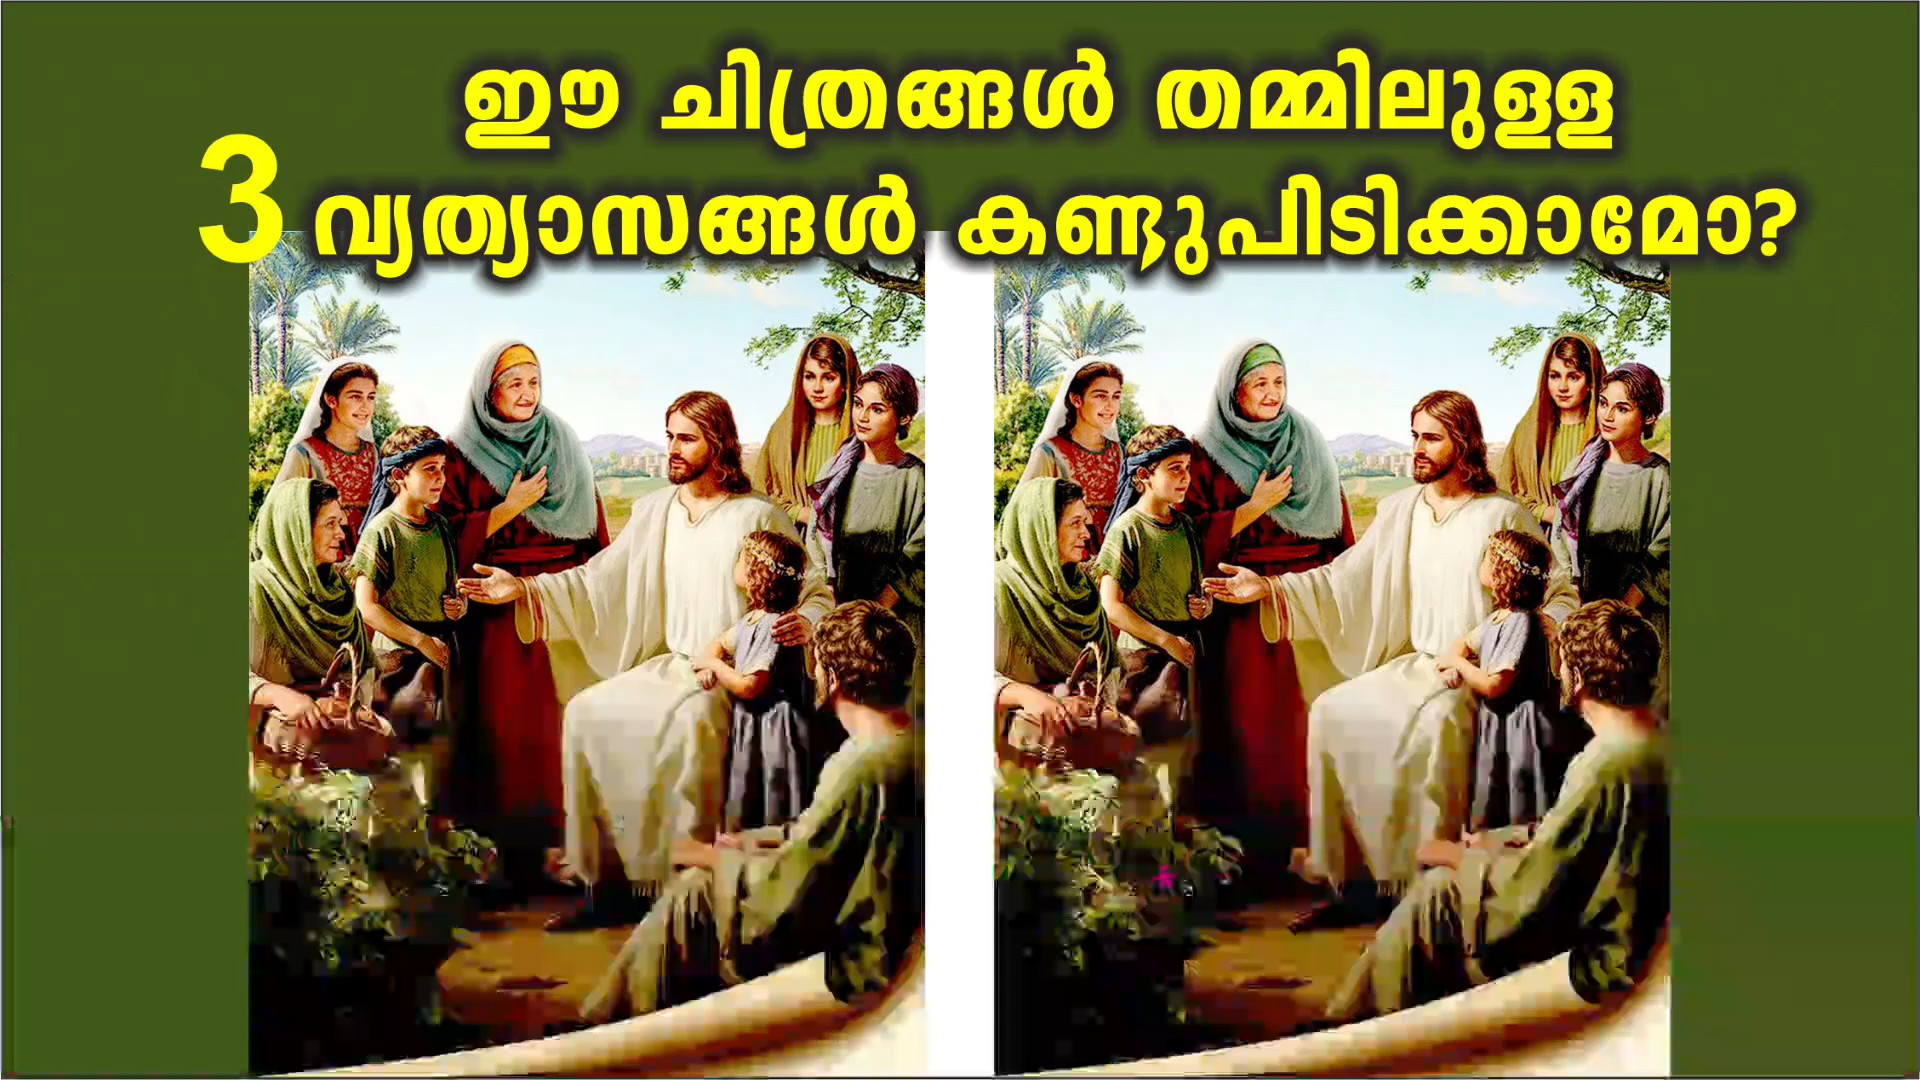 ഈ ചിത്രങ്ങൾ തമ്മിലുള്ള
3 വ്യത്യാസങ്ങൾ കണ്ടുപിടിക്കാമോ?